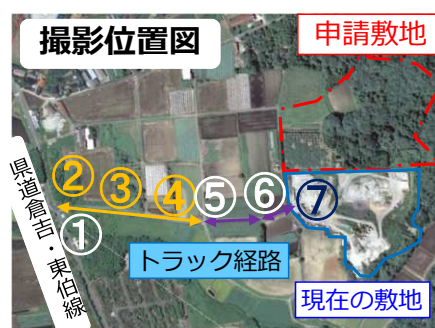 撮影位置図
申請敷地
県道倉吉・東伯線
②
③
④
⑤
⑥
⑦
①
トラック経路
現在の敷地